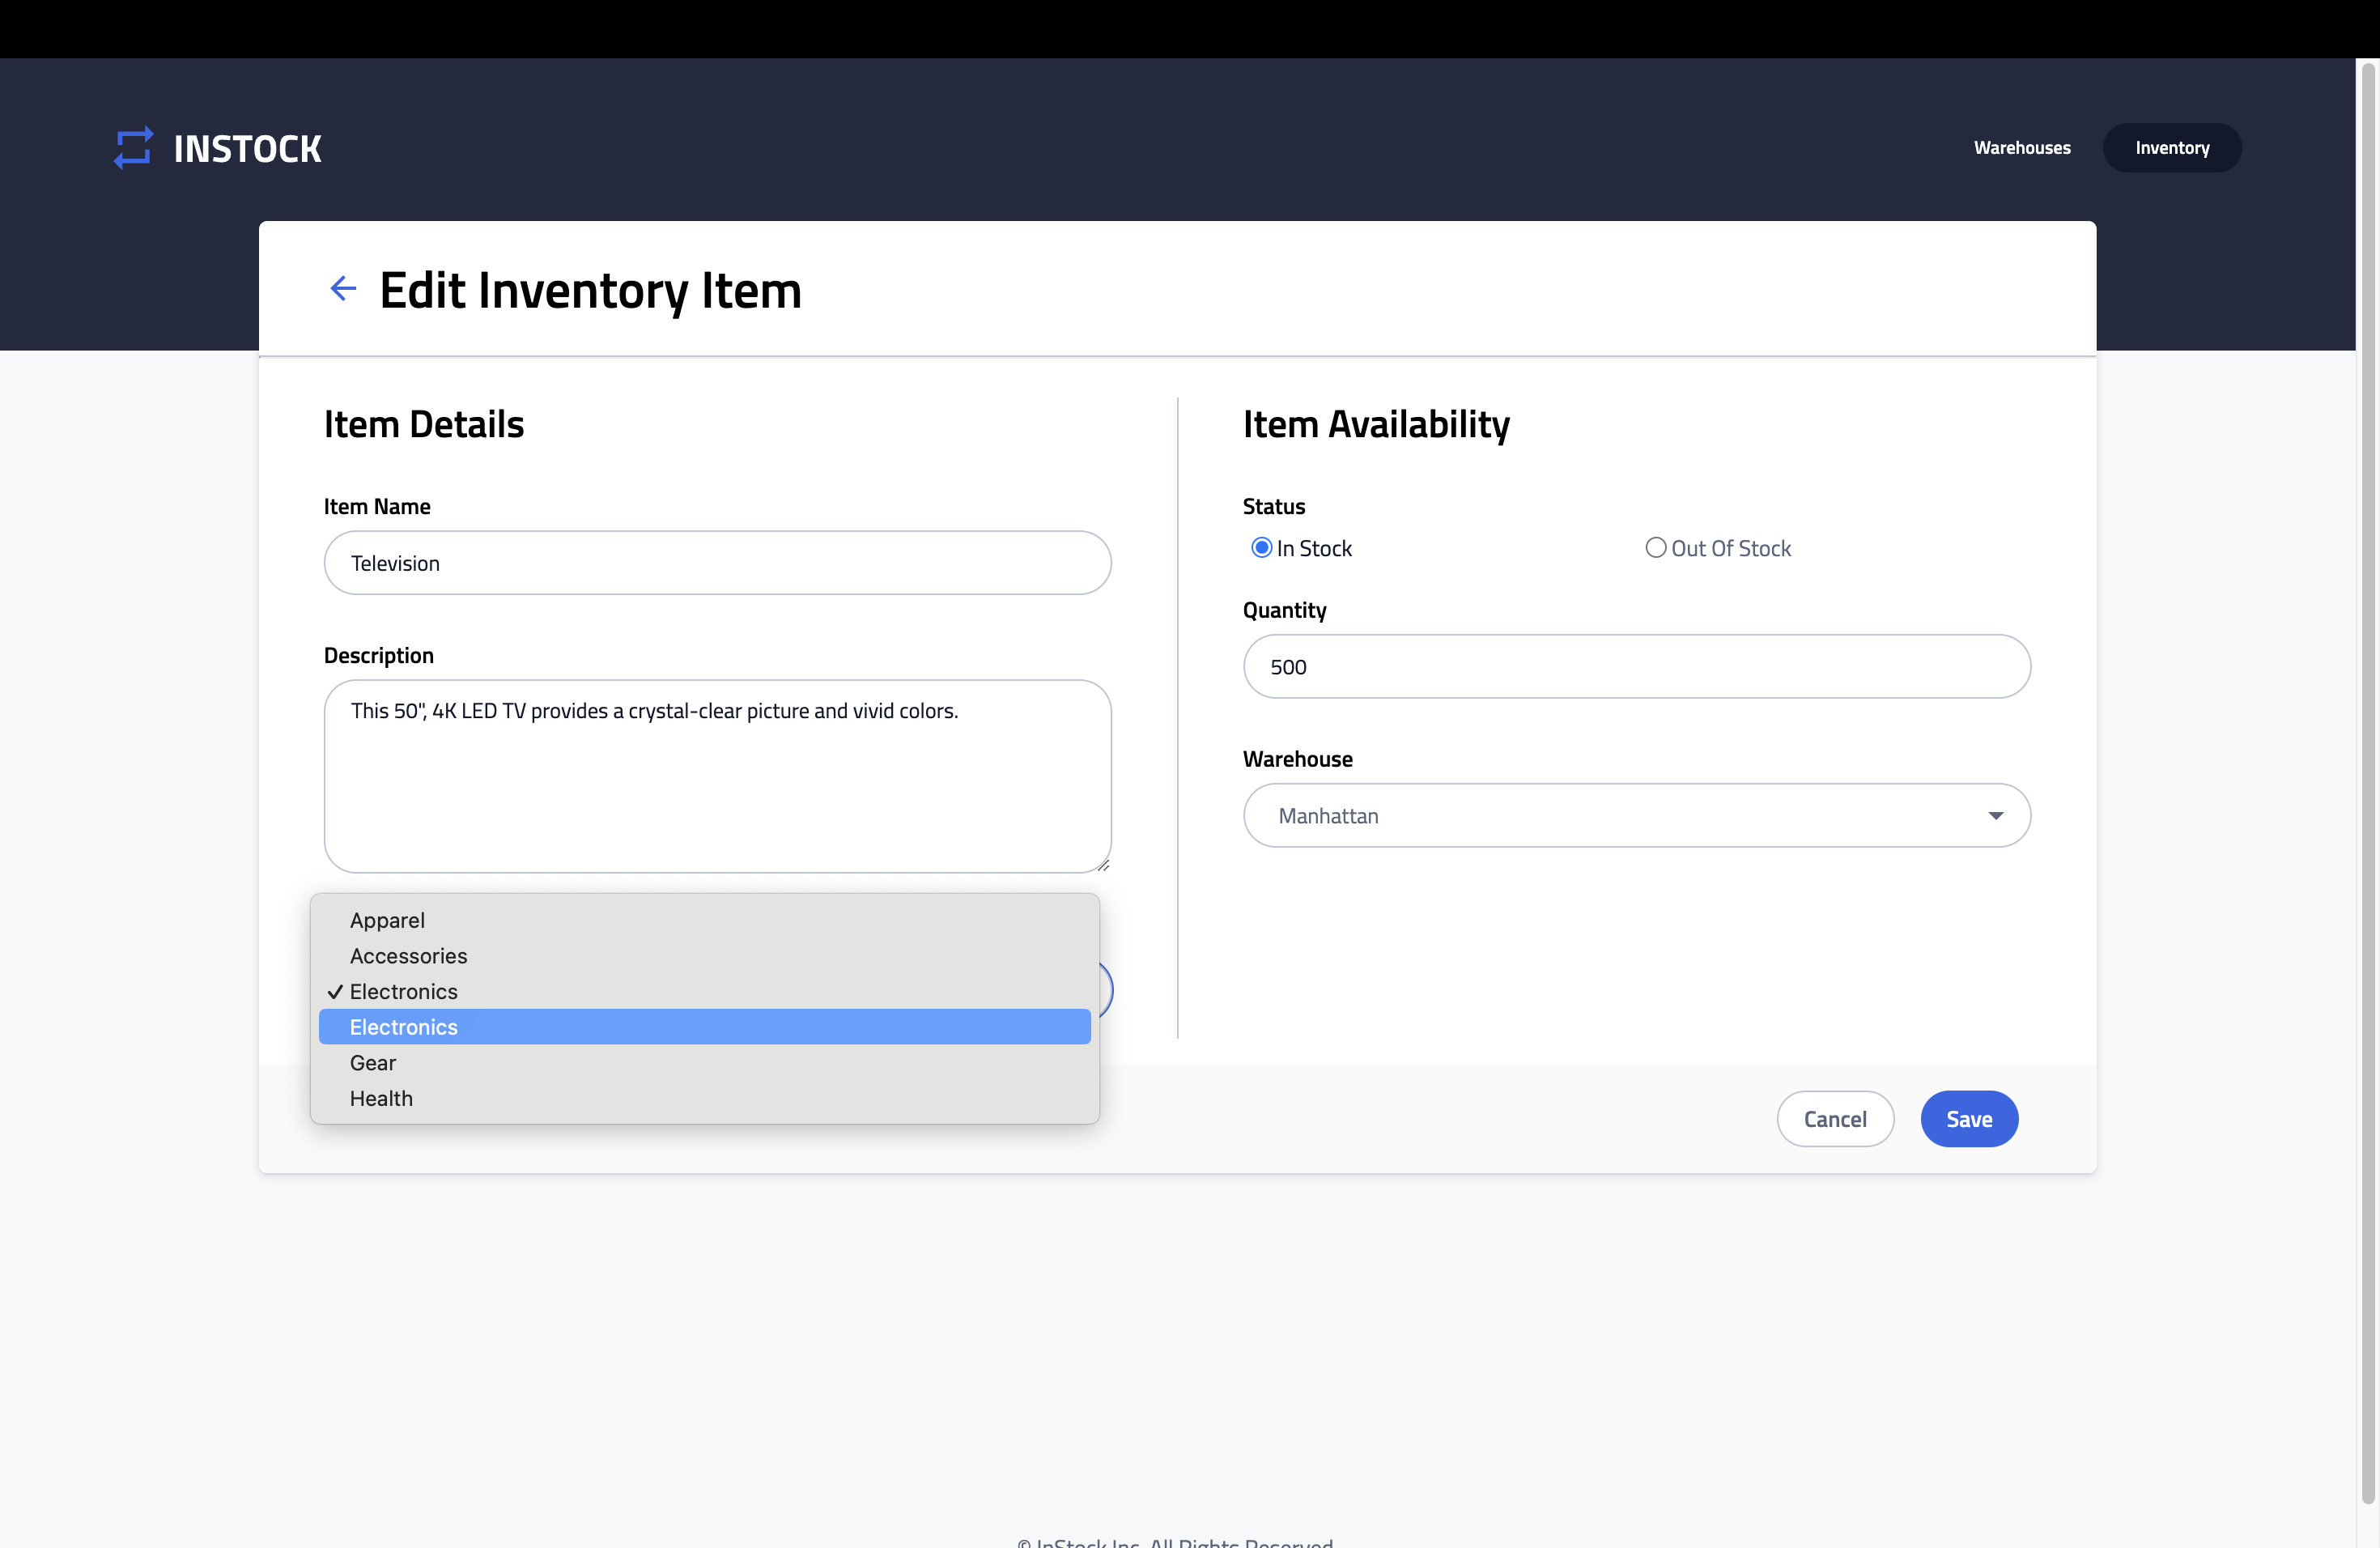 INSTOCK
Warehouses
Inventory
Edit Inventory Item
Item Details
Item Name
Television
Description
This 50", 4K LED TV provides a crystal-clear picture and vivid colors.
Apparel
Accessories
Electronics
Electronics
Gear
Health
Item Availability
Status
In Stock
Out Of Stock
Quantity
500
Warehouse
Manhattan
Cancel
Save
© InStock Inc. All Rights Reserved